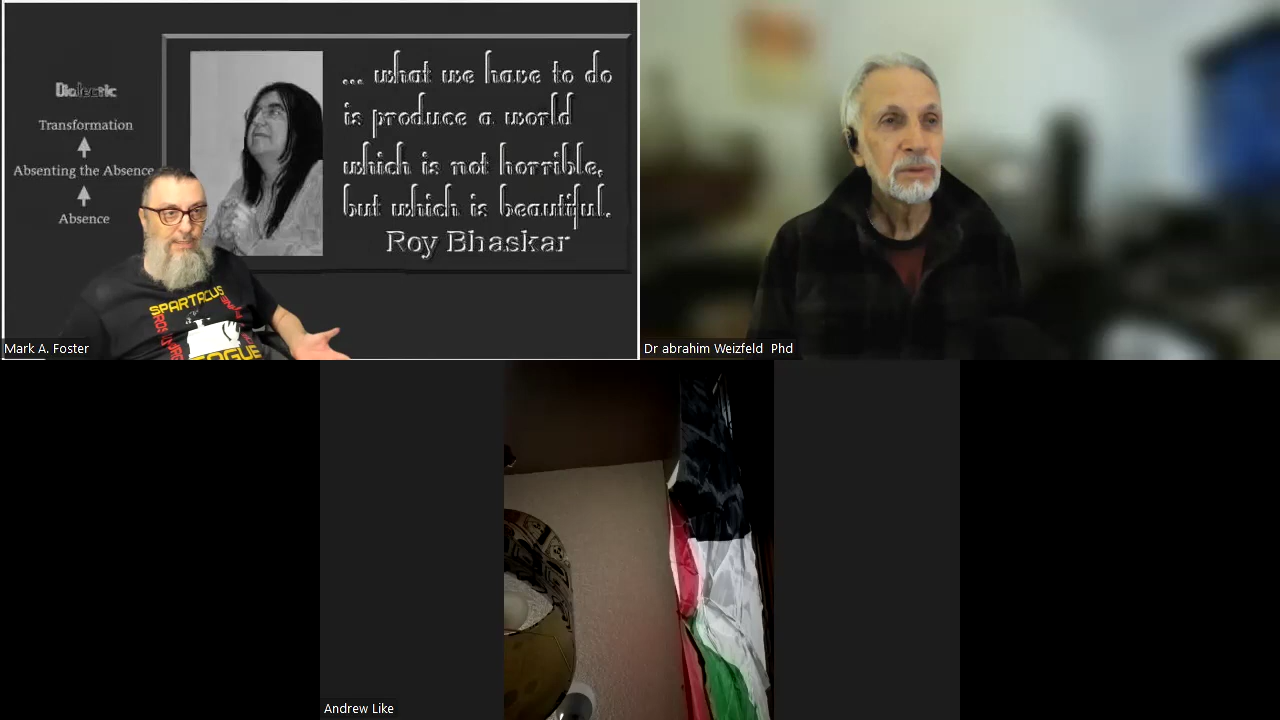 Dialectic
Transformation
Absenting the Absence
Absence
... what we have to do
is produce a world
which is not horrible,
but which is beautiful.
Roy Bhaskar
SPARTACUS
Mark A. Foster
Dr abrahim Weizfeld Phd
Andrew Like